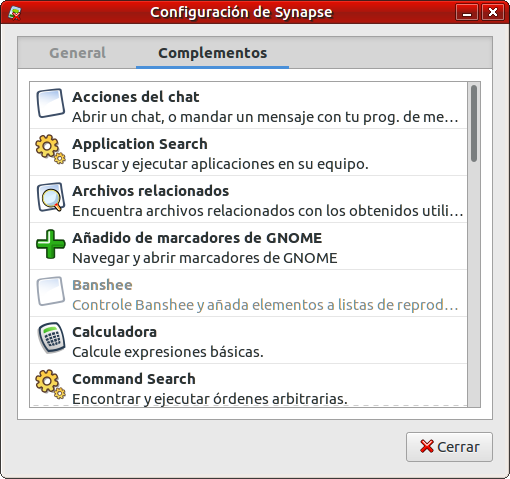 Configuración de Synapse
General
Complementos
Acciones del chat
Abrir un chat, o mandar un mensaje con tu prog. de me…
Application Search
Buscar y ejecutar aplicaciones en su equipo.
Archivos relacionados
Encuentra archivos relacionados con los obtenidos utili…
Añadido de marcadores de GNOME
Navegar y abrir marcadores de GNOME
Banshee
Controle Banshee y añada elementos a listas de reprod…
Calculadora
Calcule expresiones básicas.
Command Search
Encontrar y ejecutar órdenes arbitrarias.
Cerrar